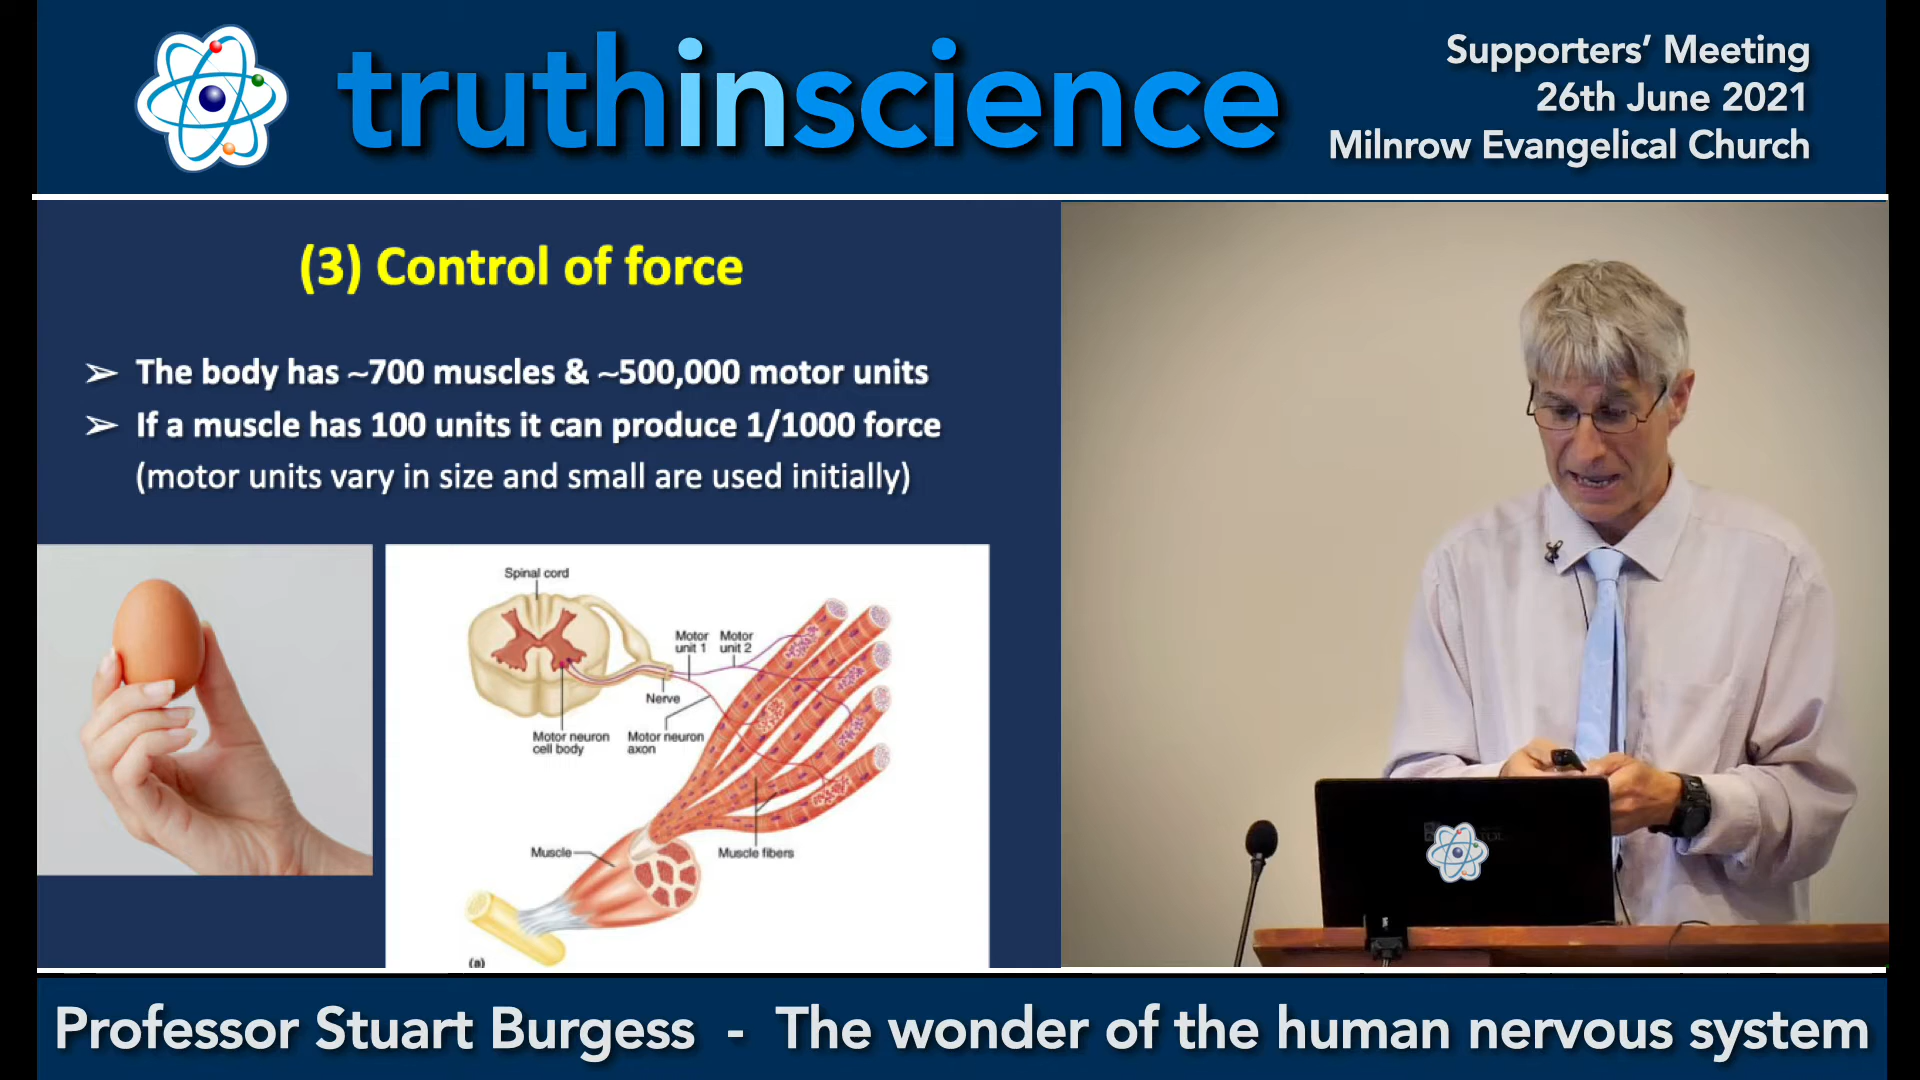 truthinscience
Supporters’ Meeting
26th June 2021
Milnrow Evangelical Church
(3) Control of force
➢ The body has ~700 muscles & ~500,000 motor units
➢ If a muscle has 100 units it can produce 1/1000 force
(motor units vary in size and small are used initially)
Spinal cord
Motor
unit 1
Motor
unit 2
Nerve
Motor neuron
cell body
Motor neuron
axon
Muscle
Muscle fibers
(a)
Professor Stuart Burgess - The wonder of the human nervous system